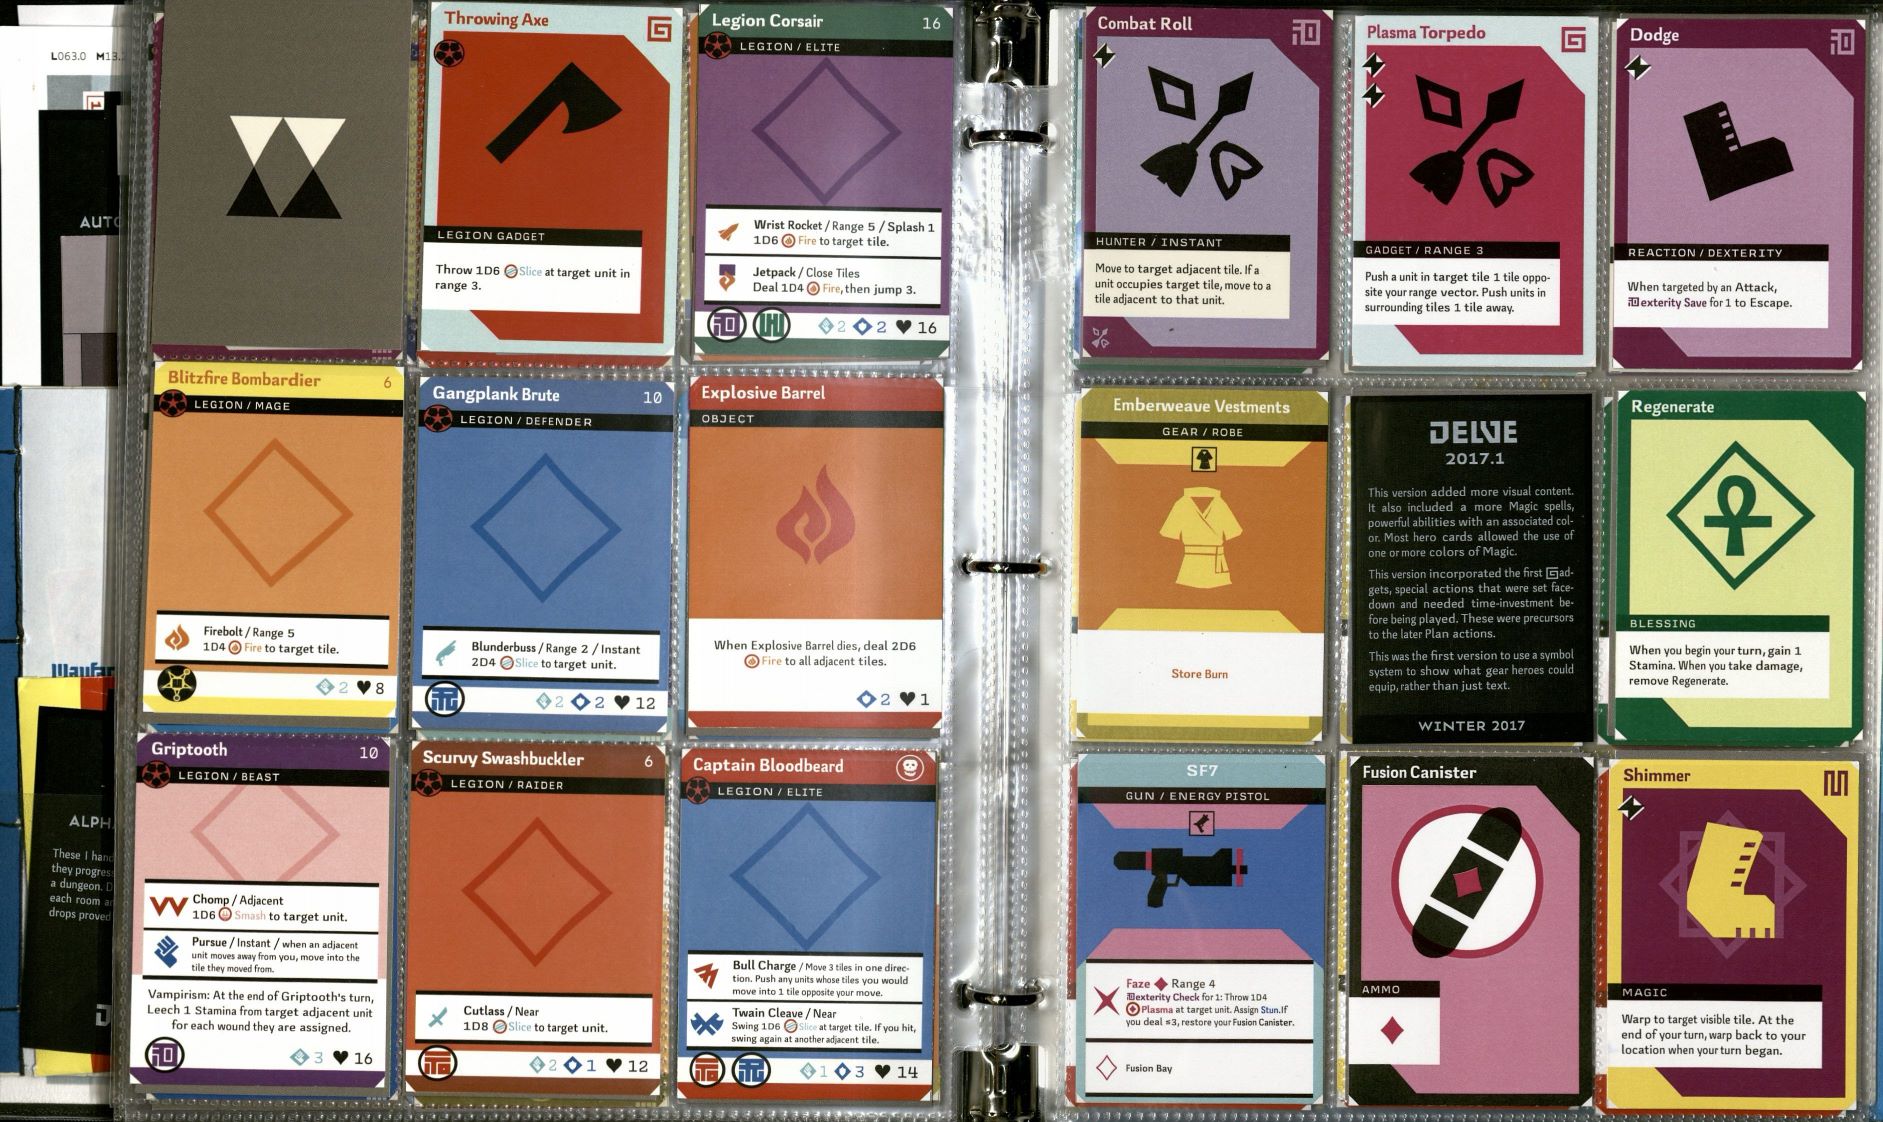 L063.0 M13.
AUTO
Wayfar
ALPH
These I hand
they progres
a dungeon. D
each room a
drops proved
Throwing Axe
LEGION GADGET
Throw 1D6 Slice at target unit in
range 3.
Legion Corsair 16
LEGION / ELITE
Wrist Rocket / Range 5 / Splash 1
1D6 Fire to target tile.
Jetpack / Close Tiles
Deal 1D4 Fire, then jump 3.
2 2 16
Blitzfire Bombardier 6
LEGION / MAGE
Firebolt / Range 5
1D4 Fire to target tile.
2 8
Gangplank Brute 10
LEGION / DEFENDER
Blunderbuss / Range 2 / Instant
2D4 Slice to target unit.
2 2 12
Explosive Barrel
OBJECT
When Explosive Barrel dies, deal 2D6
Fire to all adjacent tiles.
2 1
Griptooth 10
LEGION / BEAST
Chomp / Adjacent
1D6 Smash to target unit.
Pursue / Instant / when an adjacent
unit moves away from you, move into the
tile they moved from.
Vampirism: At the end of Griptooth's turn,
Leech 1 Stamina from target adjacent unit
for each wound they are assigned.
3 16
Scurvy Swashbuckler 6
LEGION / RAIDER
Cutlass / Near
1D8 Slice to target unit.
2 1 12
Captain Bloodbeard
LEGION / ELITE
Bull Charge / Move 3 tiles in one direc-
tion. Push any units whose tiles you would
move into 1 tile opposite your move.
Twain Cleave / Near
Swing 1D6 Slice at target tile. If you hit,
swing again at another adjacent tile.
1 3 14
Combat Roll
HUNTER / INSTANT
Move to target adjacent tile. If a
unit occupies target tile, move to a
tile adjacent to that unit.
Plasma Torpedo
GADGET / RANGE 3
Push a unit in target tile 1 tile oppo-
site your range vector. Push units in
surrounding tiles 1 tile away.
Dodge
REACTION / DEXTERITY
When targeted by an Attack,
Dexterity Save for 1 to Escape.
Emberweave Vestments
GEAR / ROBE
Store Burn
DELVE
2017.1
This version added more visual content.
It also included a more Magic spells,
powerful abilities with an associated col-
or. Most hero cards allowed the use of
one or more colors of Magic.
This version incorporated the first Gad-
gets, special actions that were set face-
down and needed time-investment be-
fore being played. These were precursors
to the later Plan actions.
This was the first version to use a symbol
system to show what gear heroes could
equip, rather than just text.
WINTER 2017
Regenerate
BLESSING
When you begin your turn, gain 1
Stamina. When you take damage,
remove Regenerate.
SF7
GUN / ENERGY PISTOL
Faze Range 4
Dexterity Check for 1: Throw 1D4
Plasma at target unit. Assign Stun. If
you deal ≤3, restore your Fusion Canister.
Fusion Bay
Fusion Canister
AMMO
Shimmer
MAGIC
Warp to target visible tile. At the
end of your turn, warp back to your
location when your turn began.